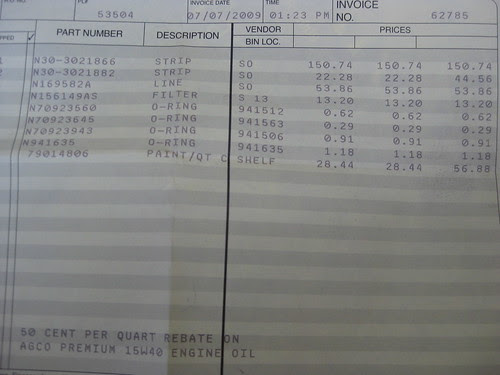 INVOICE DATE TIME INVOICE
53504 07/07/2009 01:23 PM NO. 62785
PART NUMBER DESCRIPTION VENDOR PRICES
BIN LOC.
1 N30-3021866 STRIP SO 150.74 150.74 150.74
2 N30-3021882 STRIP SO 22.28 22.28 44.56
N169582A LINE SO 53.86 53.86 53.86
N156149AS FILTER S 13 13.20 13.20 13.20
N70923560 O-RING 941512 0.62 0.62 0.62
N70923645 O-RING 941563 0.29 0.29 0.29
N70923943 O-RING 941506 0.91 0.91 0.91
N941635 O-RING 941635 1.18 1.18 1.18
79014806 PAINT/QT C SHELF 28.44 28.44 56.88
50 CENT PER QUART REBATE ON
AGCO PREMIUM 15W40 ENGINE OIL